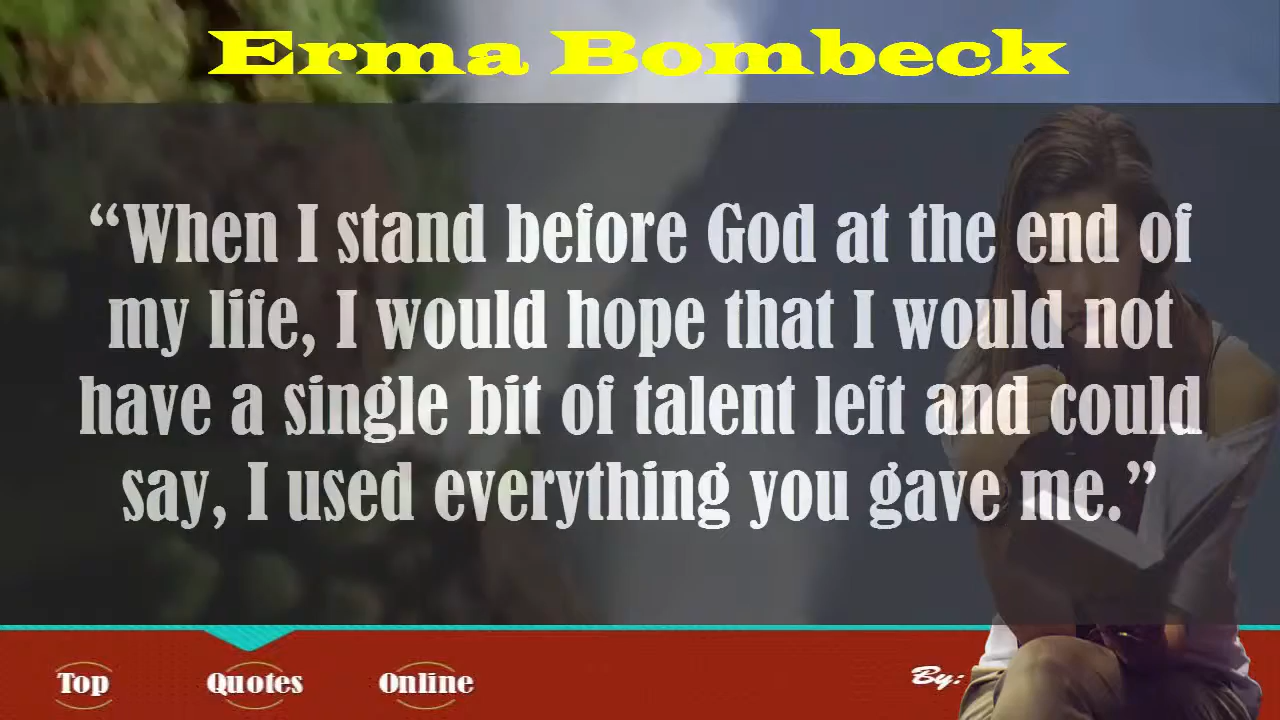 Erma Bombeck
“When I stand before God at the end of
my life, I would hope that I would not
have a single bit of talent left and could
say, I used everything you gave me.”
Top Quotes Online By: